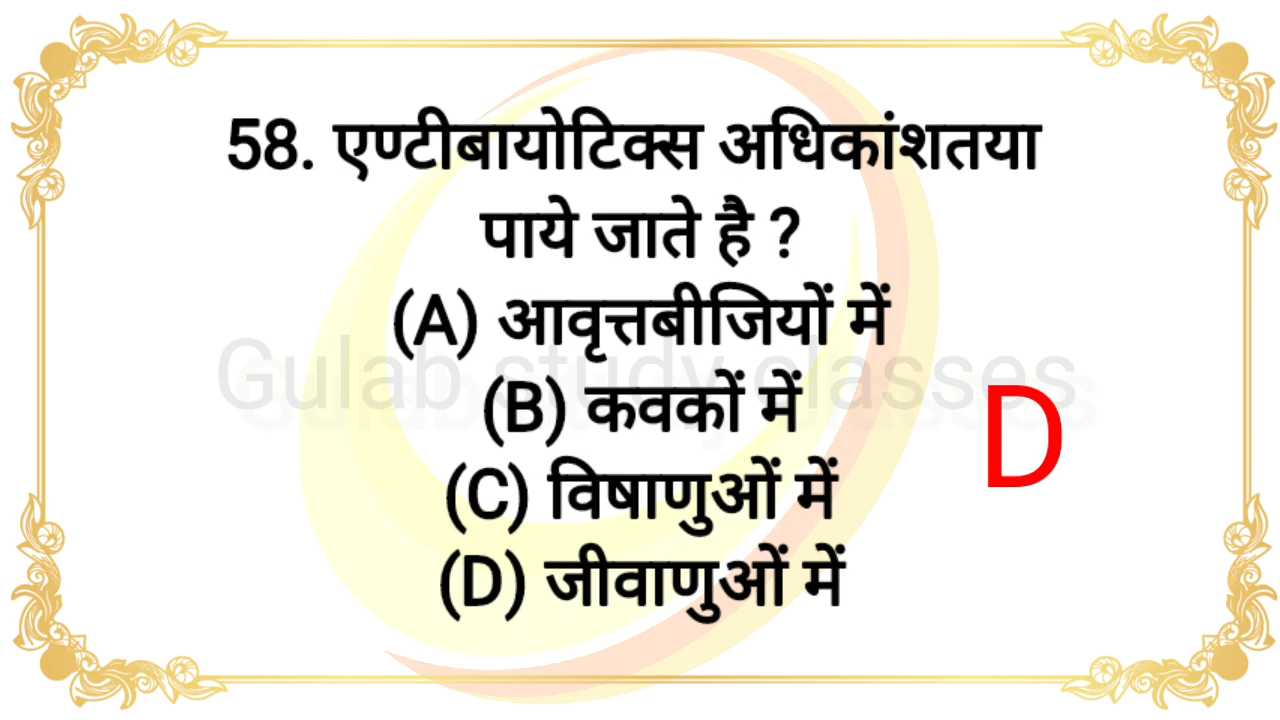 58. एण्टीबायोटिक्स अधिकांशतया
पाये जाते है ?
(A) आवृत्तबीजियों में
(B) कवकों में
(C) विषाणुओं में
(D) जीवाणुओं में
D
Gulab study classes